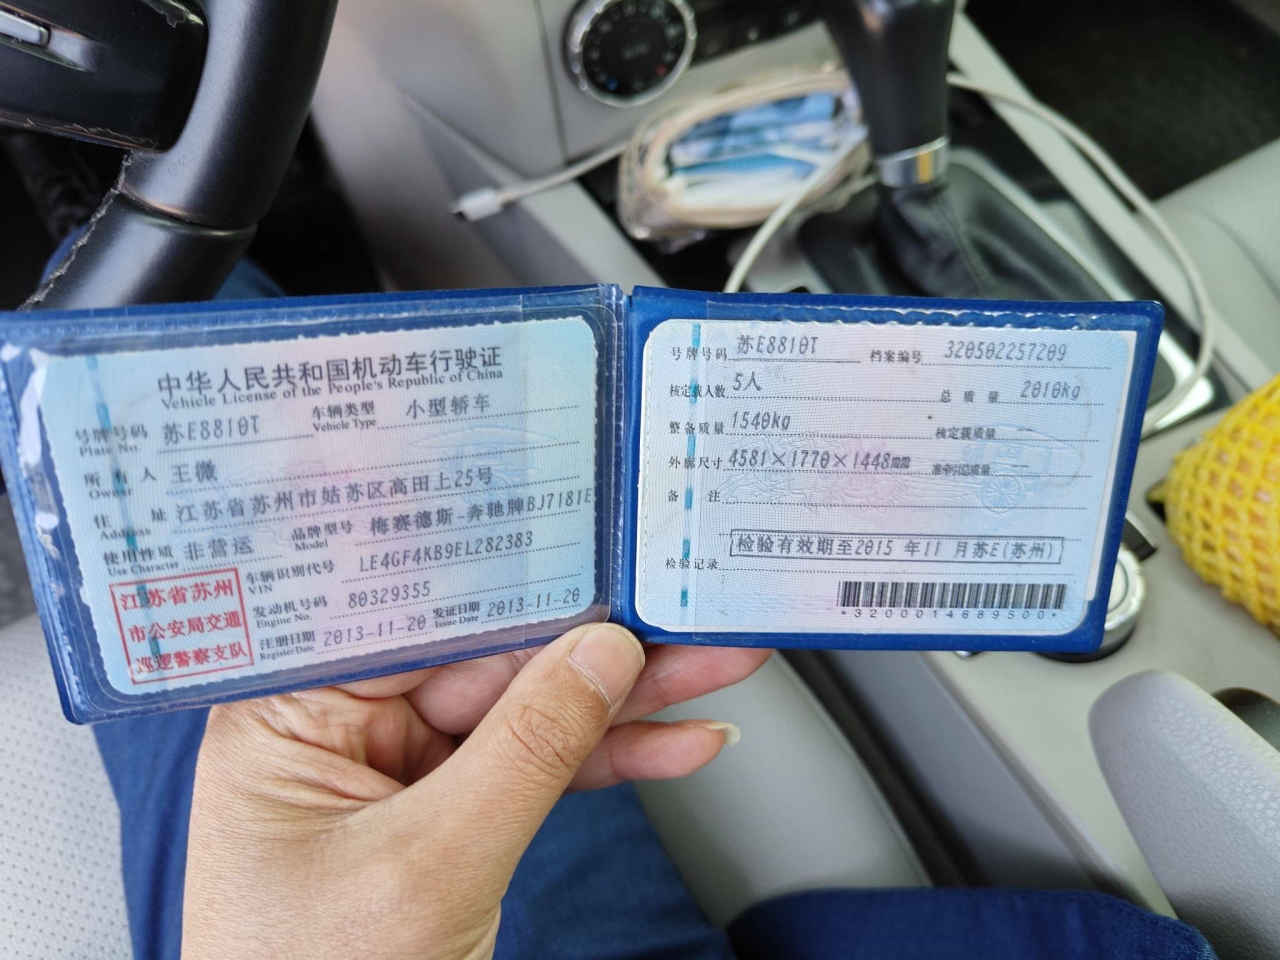 中华人民共和国机动车行驶证
Vehicle License of the People's Republic of China
号牌号码 苏E8810T 车辆类型 小型轿车
Plate No. Vehicle Type
所有人 王微
Owner
住址 江苏省苏州市姑苏区高田上25号
Address
使用性质 非营运 品牌型号 梅赛德斯-奔驰牌BJ7181E
Use Character Model
江苏省苏州
市公安局交通
巡逻警察支队
车辆识别代号 LE4GF4KB9EL282383
VIN
发动机号码 80329355
Engine No.
注册日期 2013-11-20 发证日期 2013-11-20
Register Date Issue Date
号牌号码 苏E8810T 档案编号 320502257209
核定载人数 5人 总质量 2010kg
整备质量 1540kg 核定载质量 —
外廓尺寸 4581×1770×1448mm 准牵引总质量 —
备注
检验有效期至2015年11月苏E(苏州)
检验记录
*3200014689500*